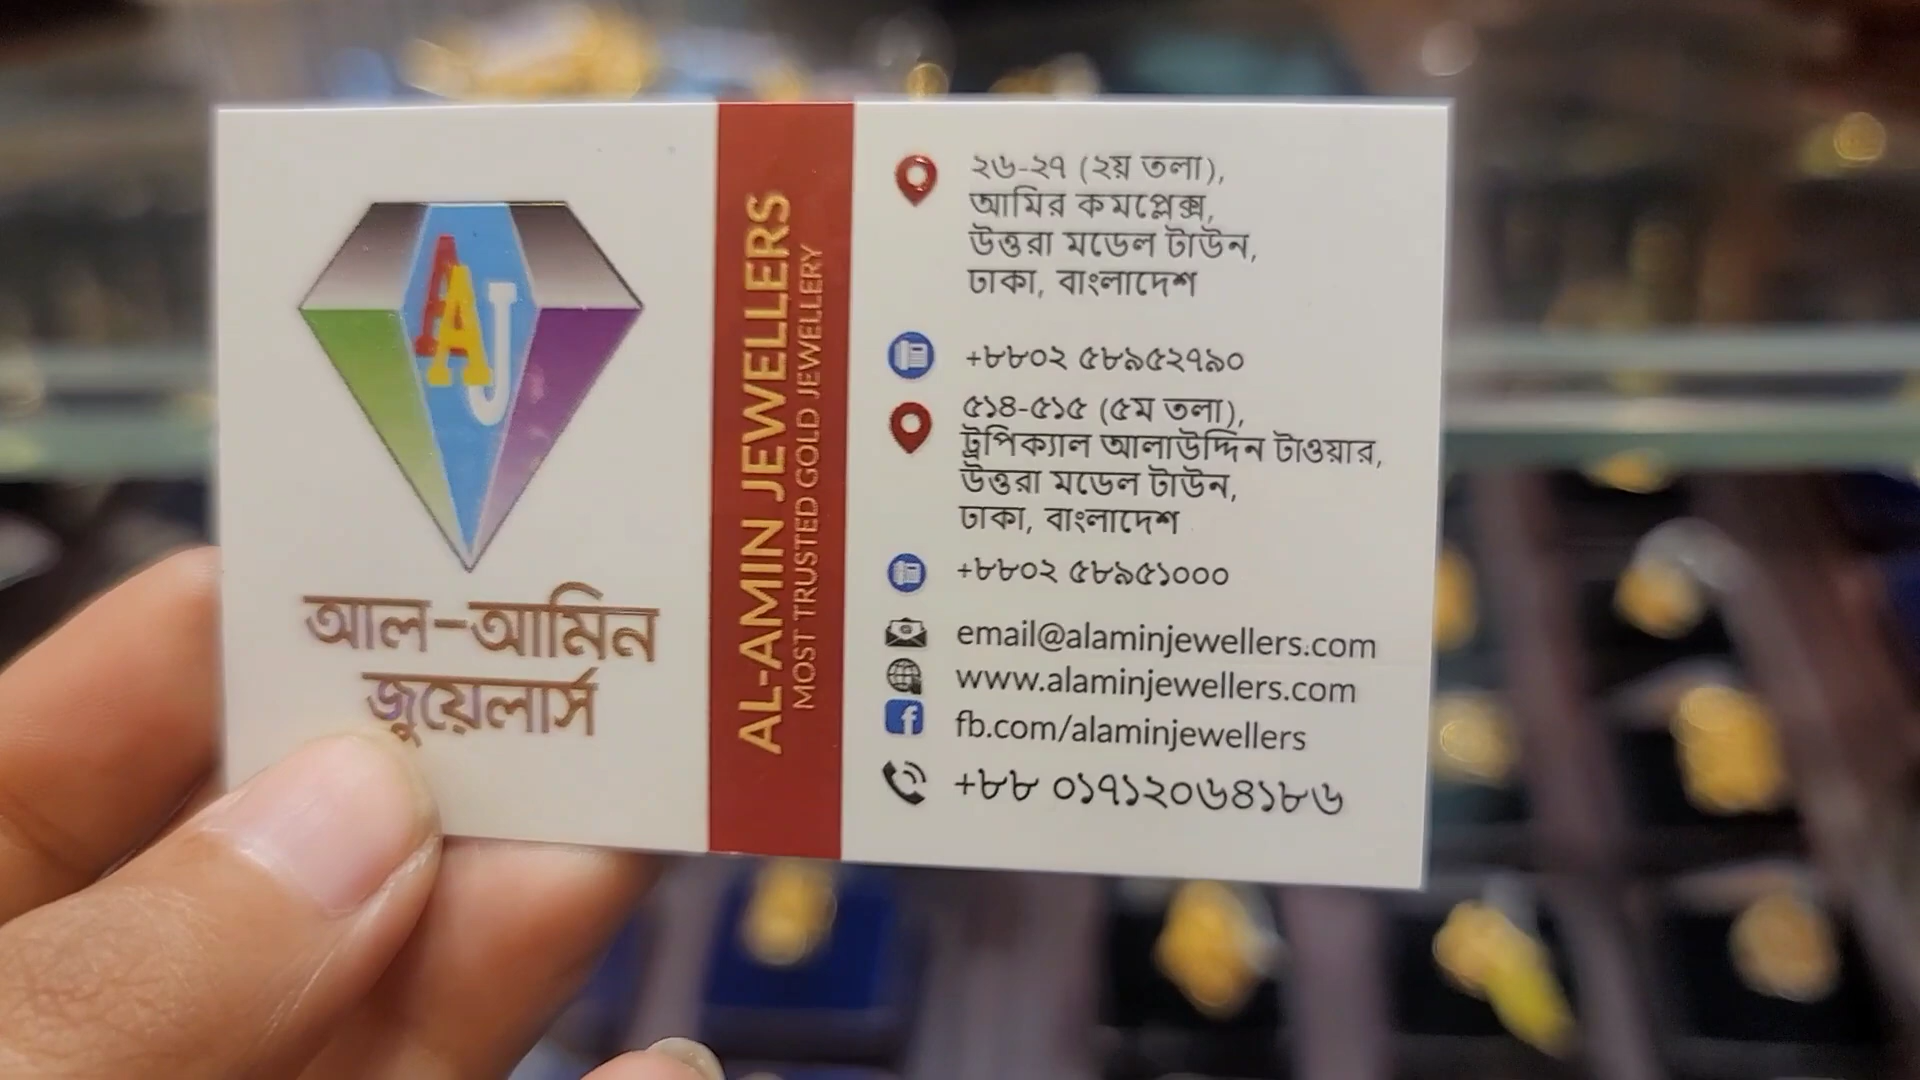 AAJ
আল-আমিন
জুয়েলার্স
AL-AMIN JEWELLERS
MOST TRUSTED GOLD JEWELLERY
২৬-২৭ (২য় তলা),
আমির কমপ্লেক্স,
উত্তরা মডেল টাউন,
ঢাকা, বাংলাদেশ
+৮৮০২ ৫৮৯৫২৭৯০
৫১৪-৫১৫ (৫ম তলা),
ট্রপিক্যাল আলাউদ্দিন টাওয়ার,
উত্তরা মডেল টাউন,
ঢাকা, বাংলাদেশ
+৮৮০২ ৫৮৯৫১০০০
email@alaminjewellers.com
www.alaminjewellers.com
fb.com/alaminjewellers
+৮৮ ০১৭১২০৬৪১৮৬